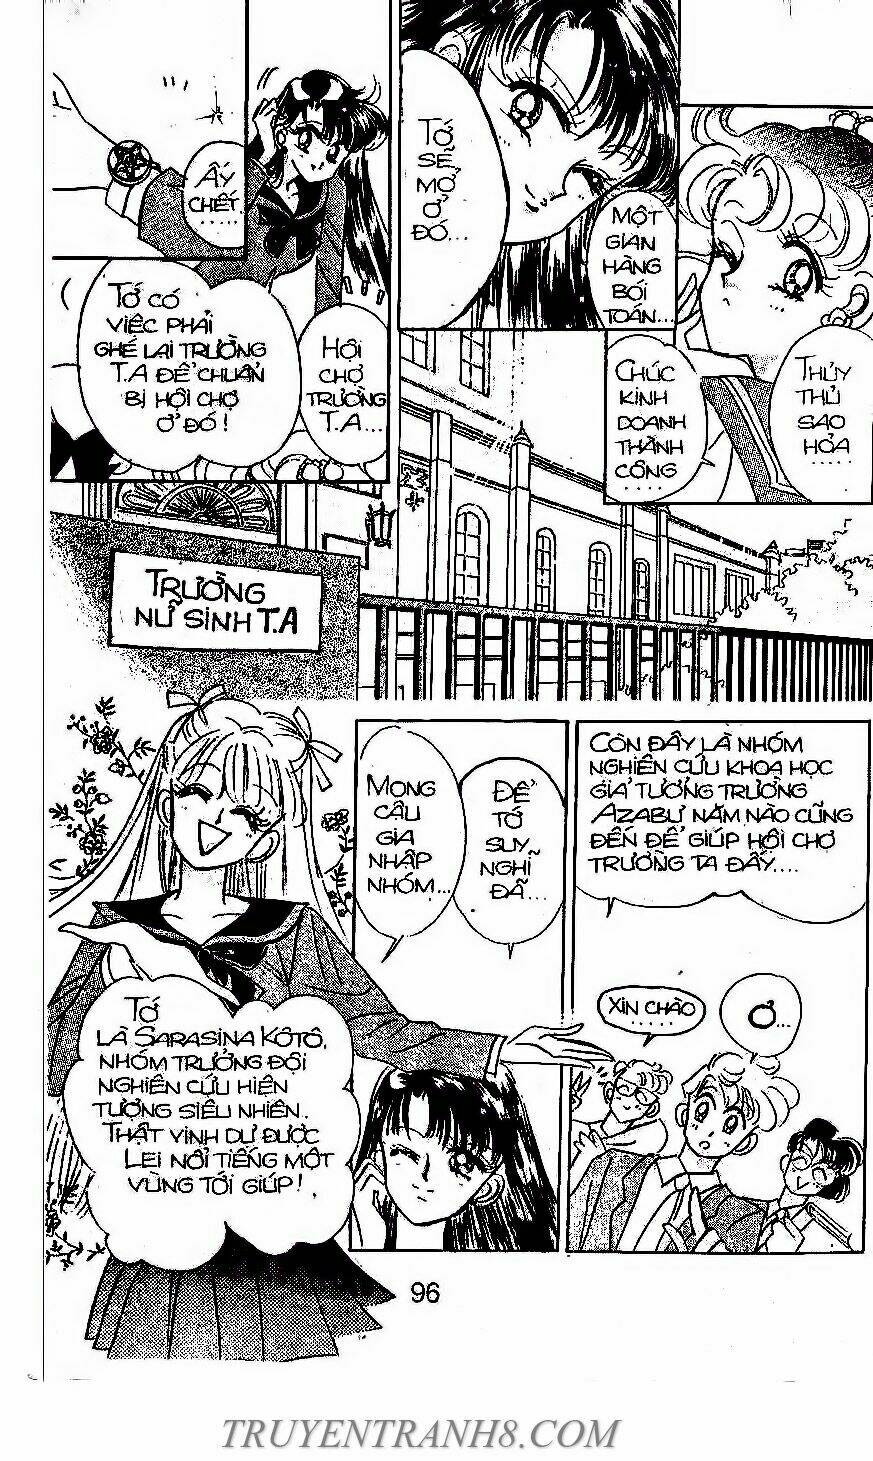 ẤY
CHẾT
.....
TỚ CÓ
VIỆC PHẢI
GHÉ LẠI TRƯỜNG
T.A ĐỂ CHUẨN
BỊ HỘI CHỢ
Ở ĐÓ!
HỘI
CHỢ
TRƯỜNG
T.A...
TỚ
SẼ
MỞ
Ở
ĐÓ...
MỘT
GIAN
HÀNG
BÓI
TOÁN...
CHÚC
KINH
DOANH
THÀNH
CÔNG
.....
THỦY
THỦ
SAO
HỎA
.....
TRƯỜNG
NỮ SINH T.A
MONG
CẬU
GIA
NHẬP
NHÓM...
ĐỂ
TỚ
SUY
NGHĨ
ĐÃ...
CÒN ĐÂY LÀ NHÓM
NGHIÊN CỨU KHOA HỌC
GIẢ TƯỞNG TRƯỜNG
AZABƯ NĂM NÀO CŨNG
ĐẾN ĐỂ GIÚP HỘI CHỢ
TRƯỜNG TA ĐẤY....
XIN CHÀO
.....
Ơ...
TỚ
LÀ SARASINA KÔTÔ,
NHÓM TRƯỞNG ĐỘI
NGHIÊN CỨU HIỆN
TƯỢNG SIÊU NHIÊN.
THẬT VINH DỰ ĐƯỢC
LEI NỔI TIẾNG MỘT
VÙNG TỚI GIÚP!
96
TRUYENTRANH8.COM